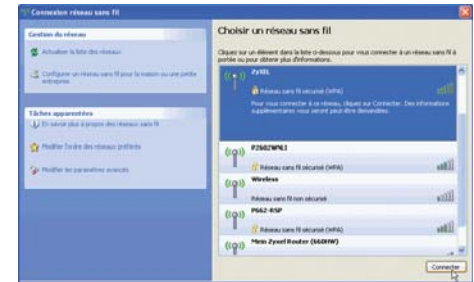 Connexion réseau sans fil
Gestion du réseau
Actualiser la liste des réseaux
Configurer un réseau sans fil pour la maison ou une petite
entreprise
Tâches apparentées
En savoir plus à propos des réseaux sans fil
Modifier l'ordre des réseaux préférés
Modifier les paramètres avancés
Choisir un réseau sans fil
Cliquez sur un élément dans la liste ci-dessous pour vous connecter à un réseau sans fil à
portée ou pour obtenir plus d'informations.
ZyXEL
Réseau sans fil sécurisé (WPA)
Pour vous connecter à ce réseau, cliquez sur Connecter. Des informations
supplémentaires vous seront peut être demandées.
P2602WNLI
Réseau sans fil sécurisé (WPA)
Wireless
Réseau sans fil non sécurisé
P662-RSP
Réseau sans fil sécurisé (WPA)
Mein Zyxel Router (660HW)
Connecter